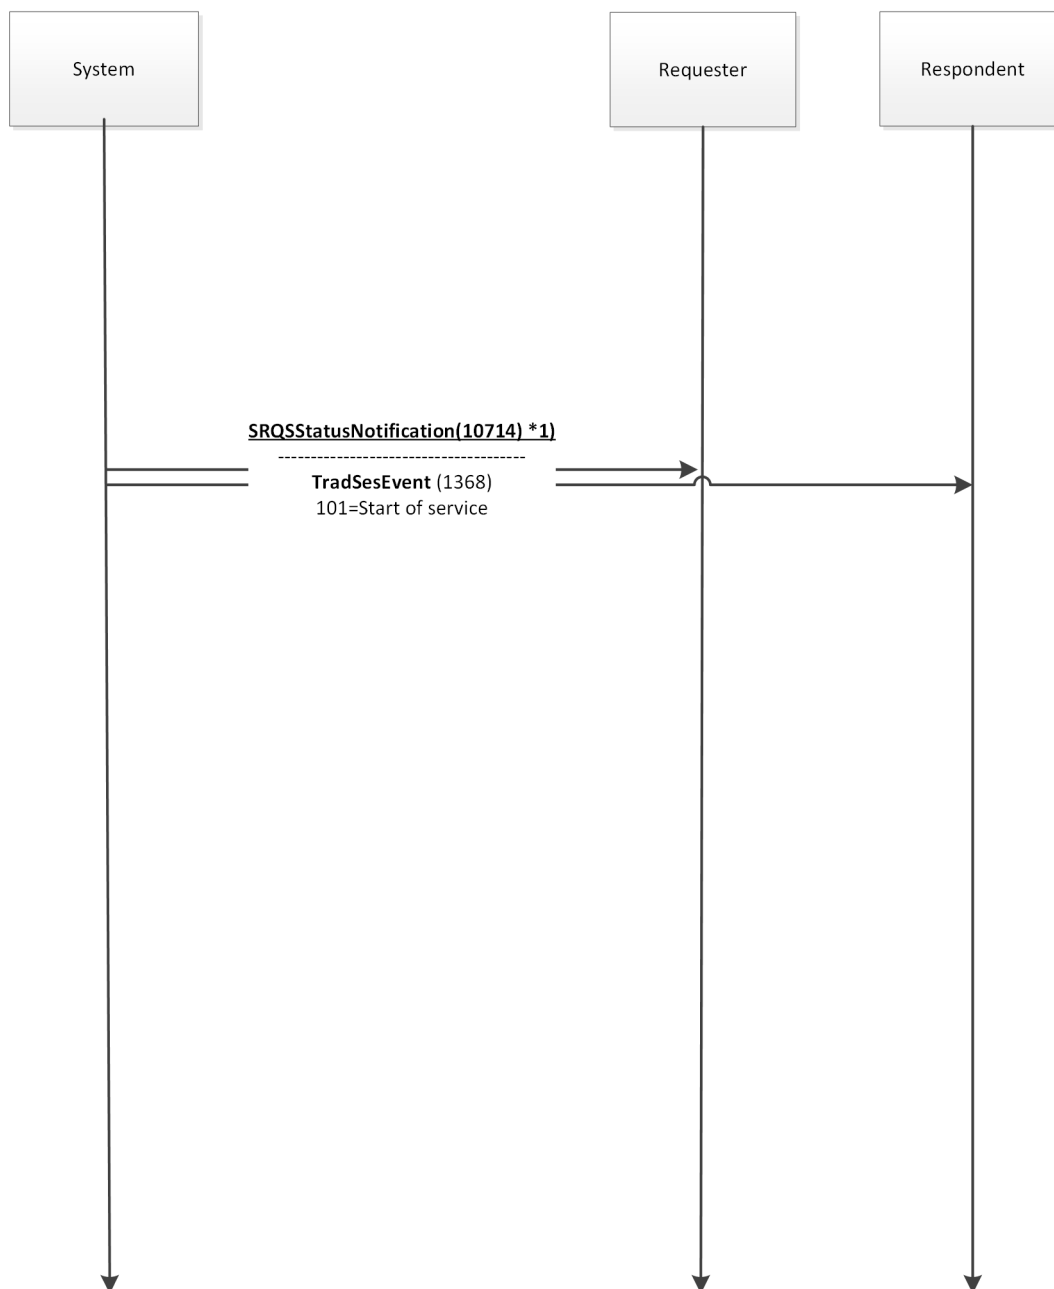 System
Requester
Respondent
SRQSStatusNotification(10714) *1)
--------------------------------------
TradSesEvent (1368)
101=Start of service